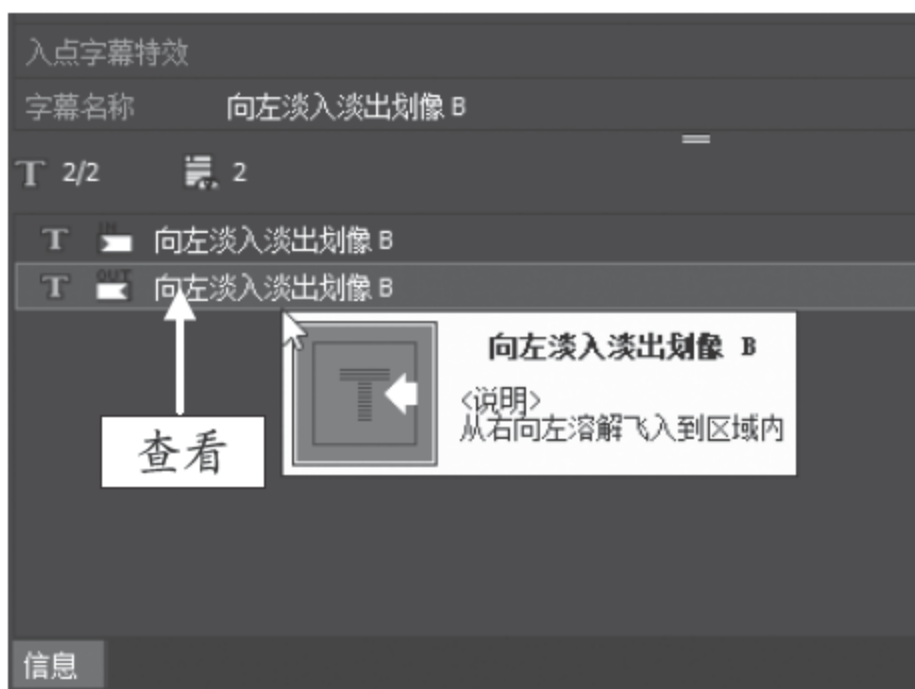 入点字幕特效
字幕名称 向左淡入淡出划像 B
T 2/2 2
T IN 向左淡入淡出划像 B
T OUT 向左淡入淡出划像 B
向左淡入淡出划像 B
<说明>
从右向左溶解飞入到区域内
T
查看
信息